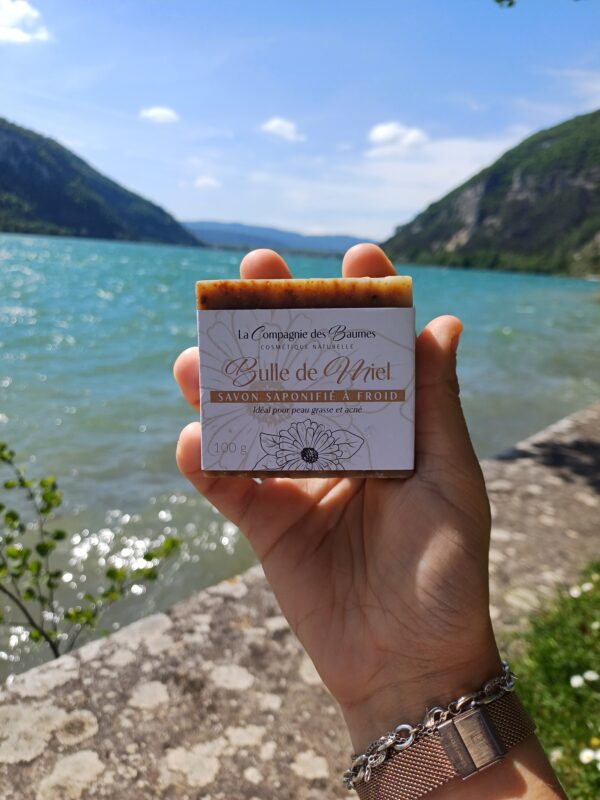 La Compagnie des Baumes
COSMÉTIQUE NATURELLE
Bulle de Miel
SAVON SAPONIFIÉ À FROID
Idéal pour peau grasse et acné
100 g